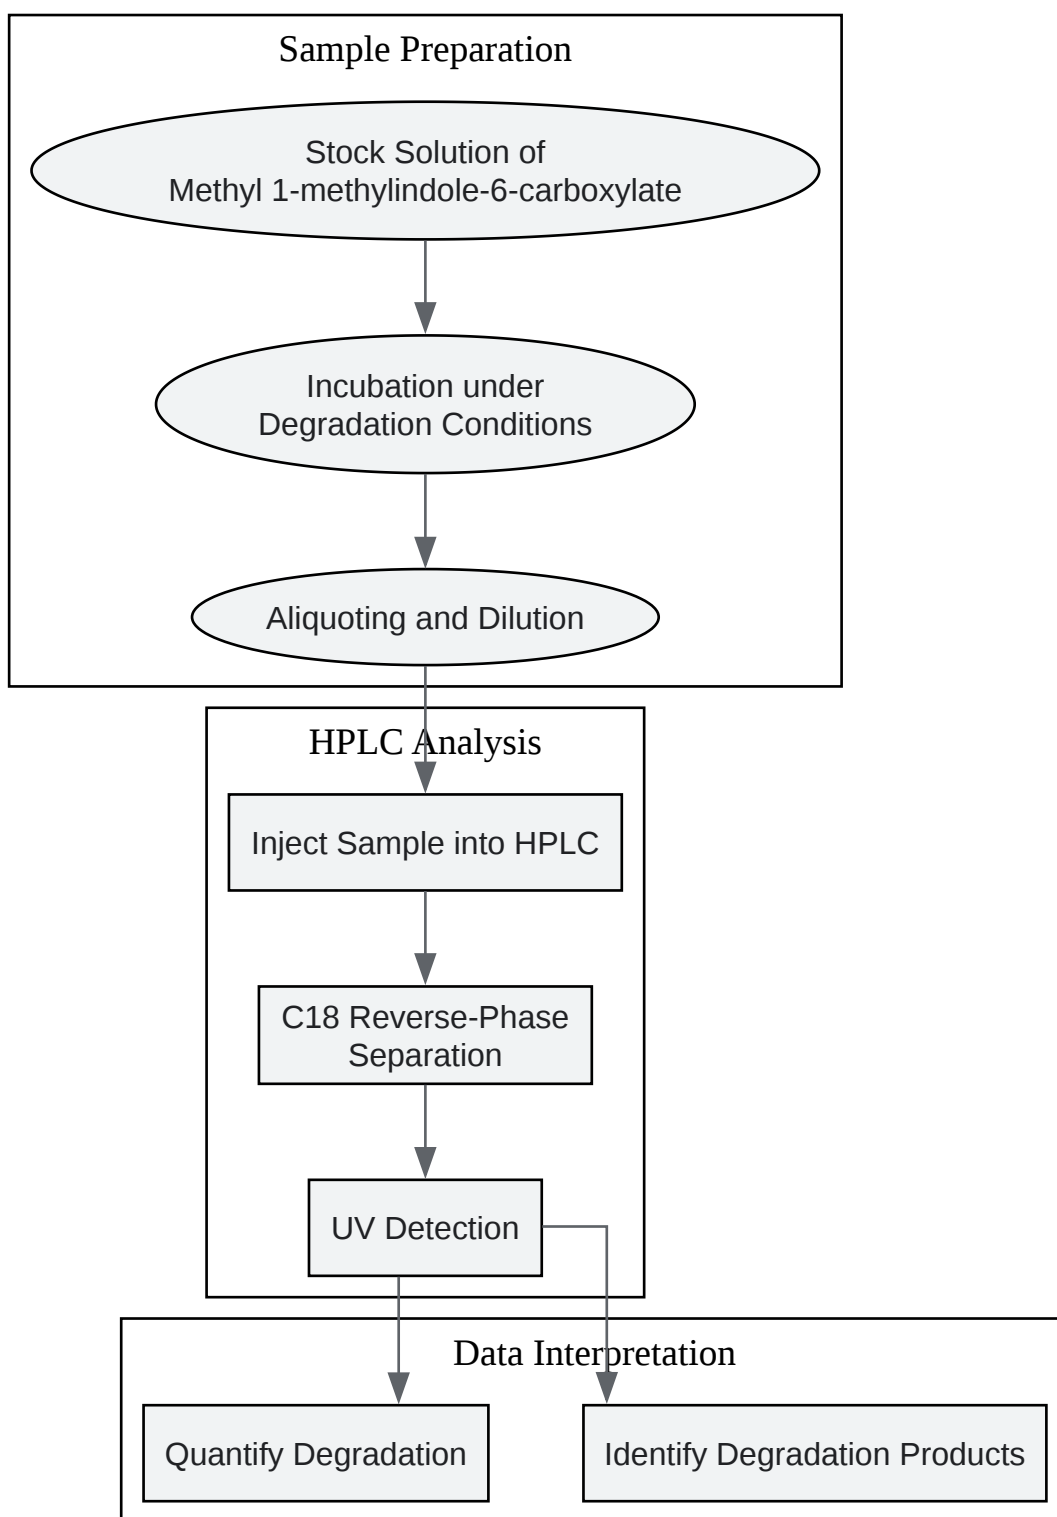 Sample Preparation
Stock Solution of
Methyl 1-methylindole-6-carboxylate
Incubation under
Degradation Conditions
Aliquoting and Dilution
HPLC Analysis
Inject Sample into HPLC
C18 Reverse-Phase
Separation
UV Detection
Data Interpretation
Quantify Degradation
Identify Degradation Products